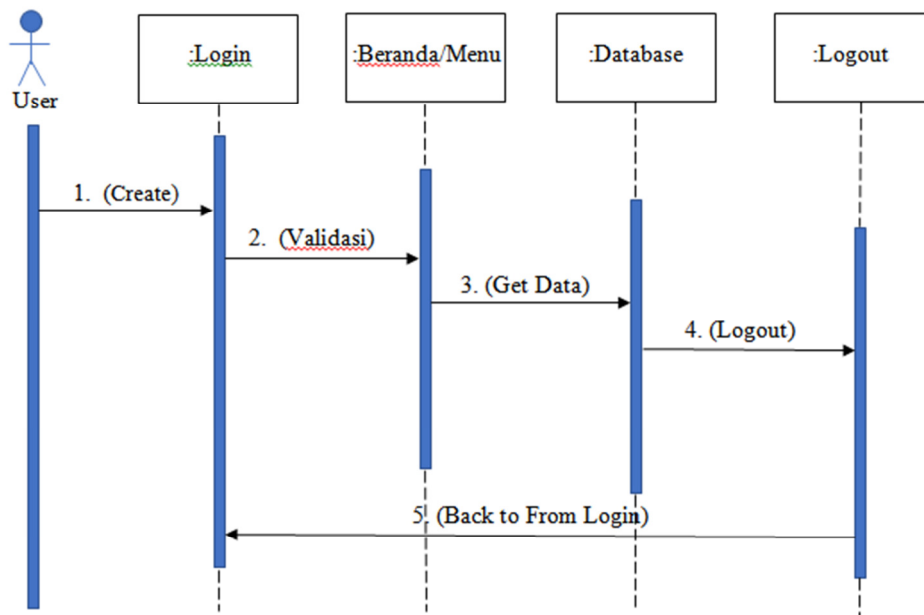 :Login
:Beranda/Menu
:Database
:Logout
User
1. (Create)
2. (Validasi)
3. (Get Data)
4. (Logout)
5. (Back to From Login)